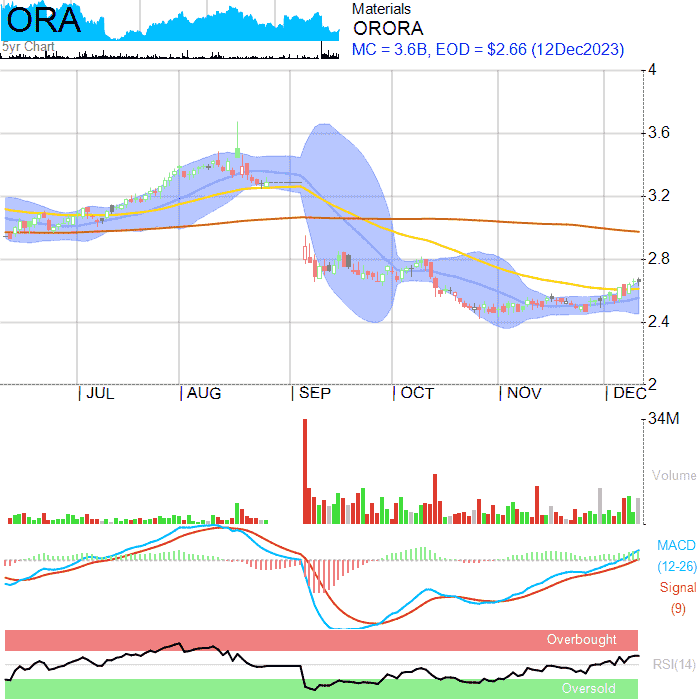 ORA
5yr Chart
Materials
ORORA
MC = 3.6B, EOD = $2.66 (12Dec2023)
4
3.6
3.2
2.8
2.4
2
JUL
AUG
SEP
OCT
NOV
DEC
34M
Volume
MACD
(12-26)
Signal
(9)
Overbought
RSI(14)
Oversold